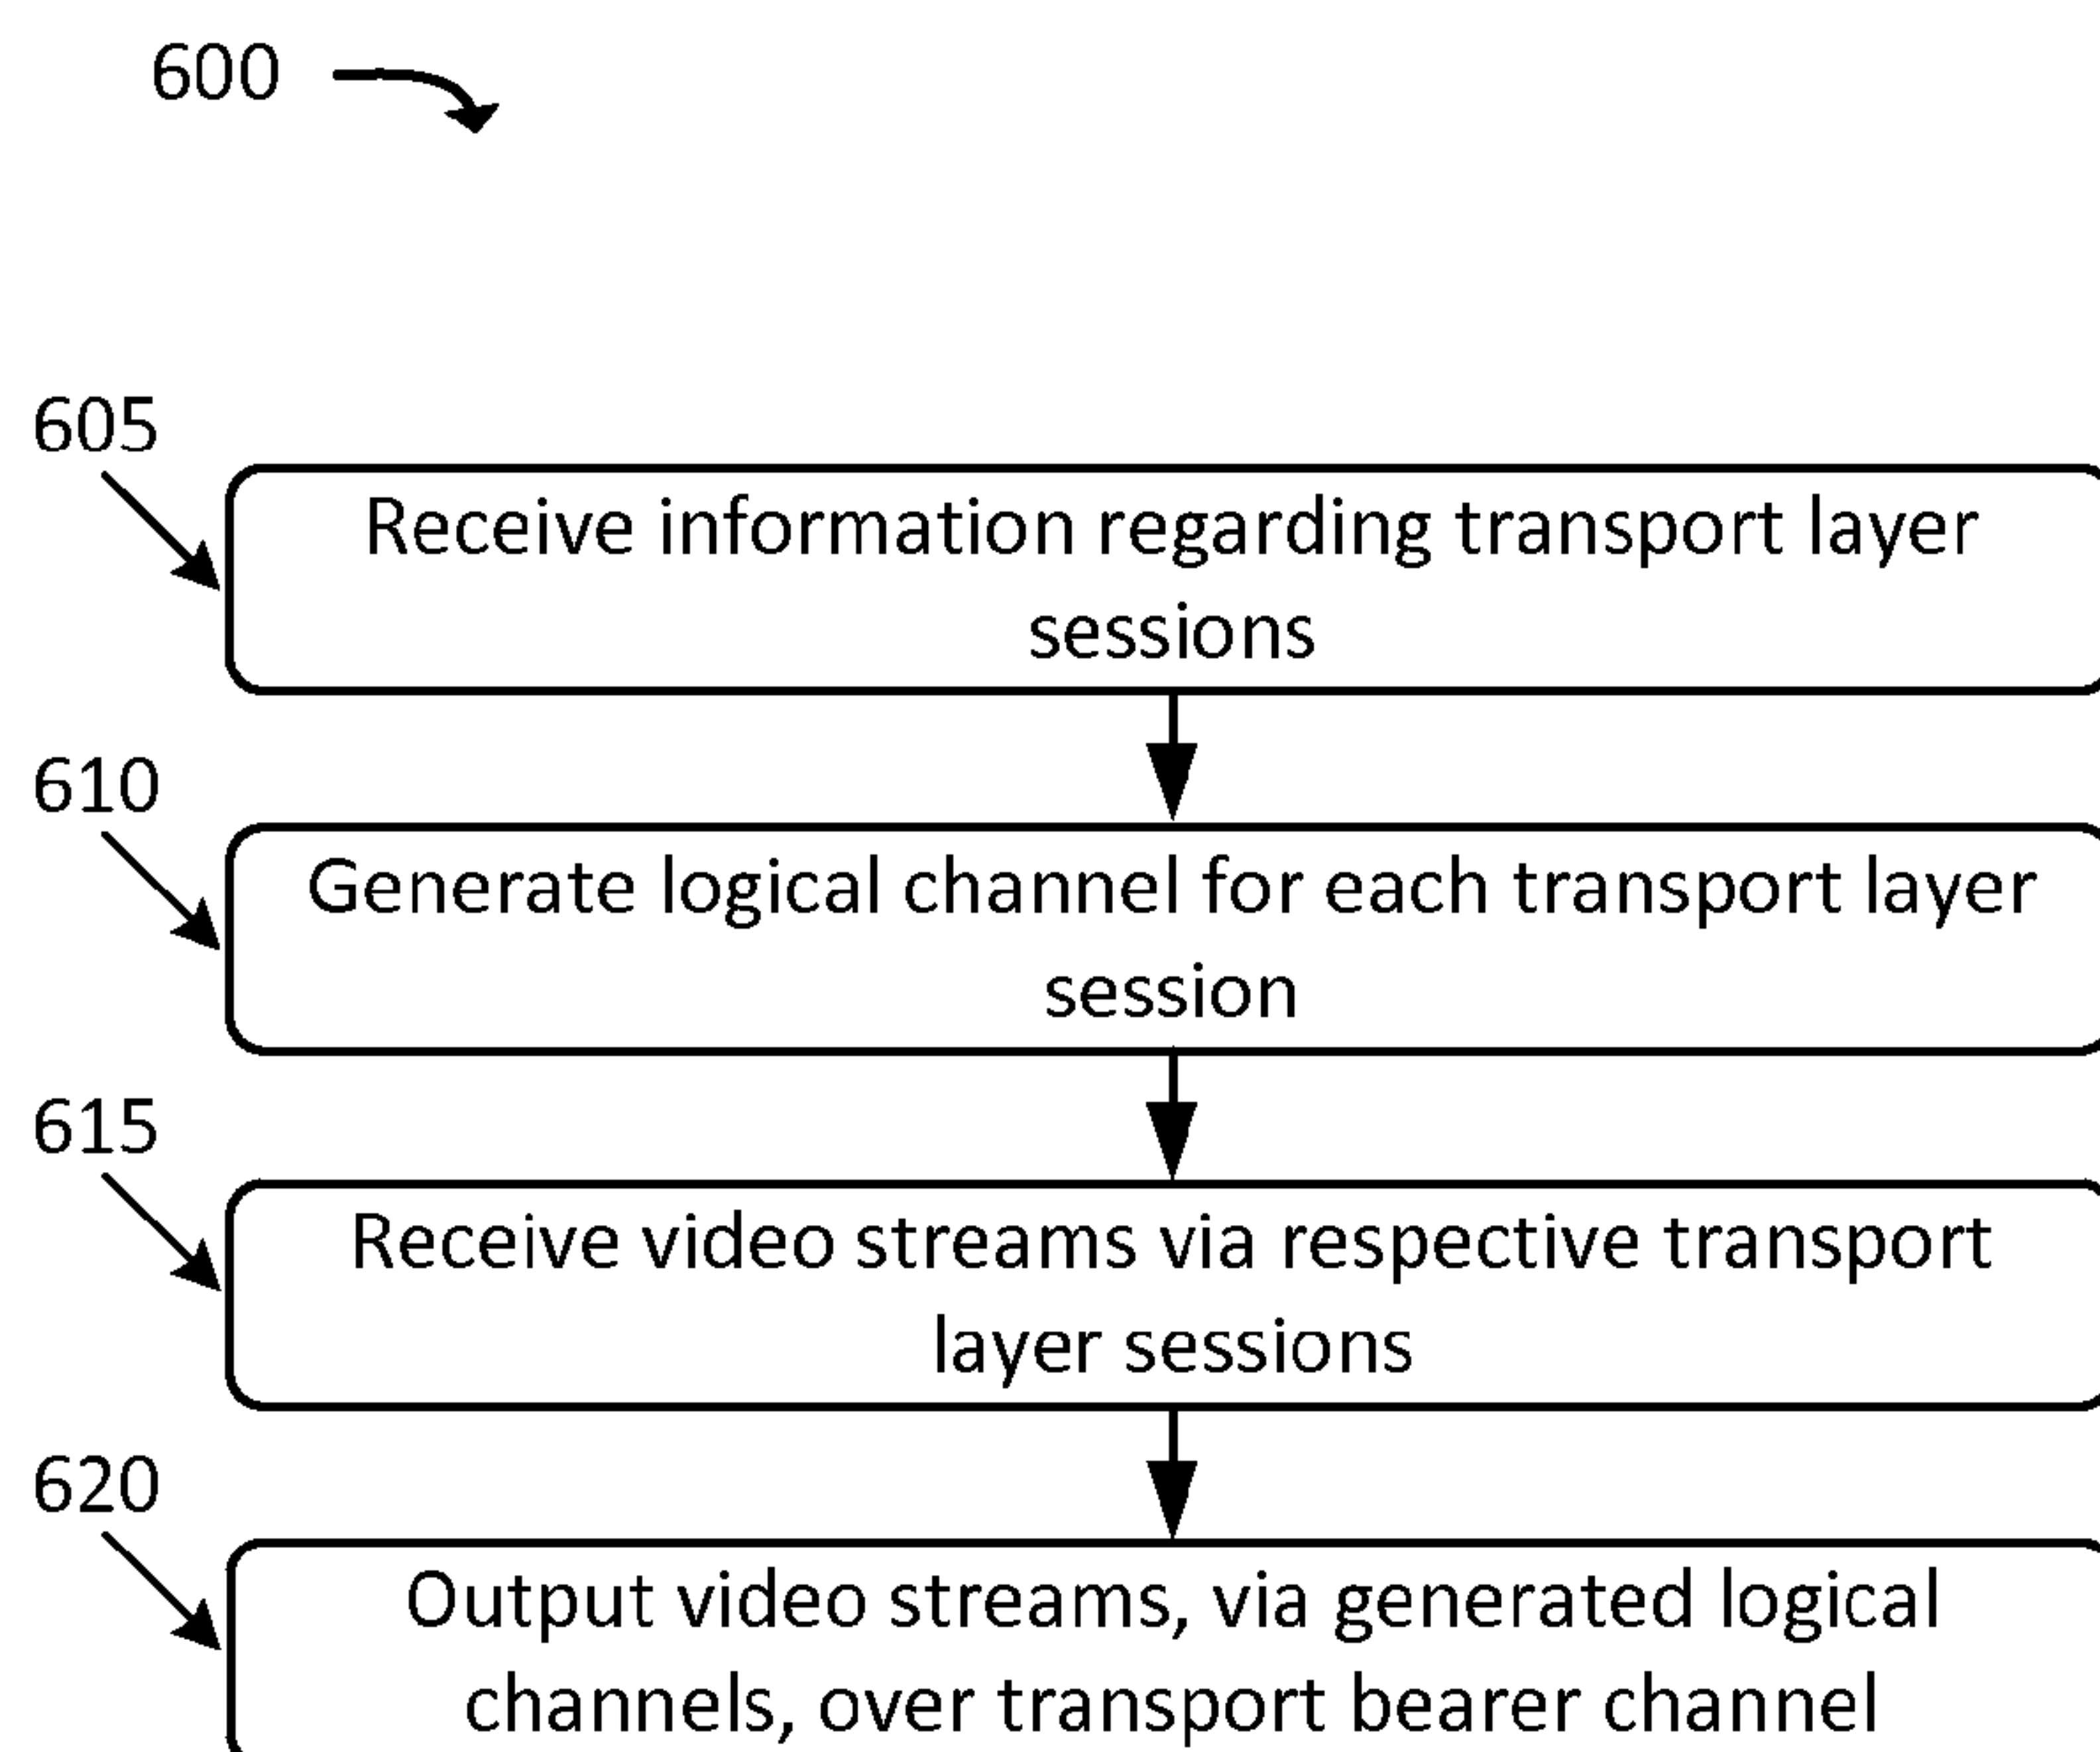 600
605
Receive information regarding transport layer
sessions
610
Generate logical channel for each transport layer
session
615
Receive video streams via respective transport
layer sessions
620
Output video streams, via generated logical
channels, over transport bearer channel